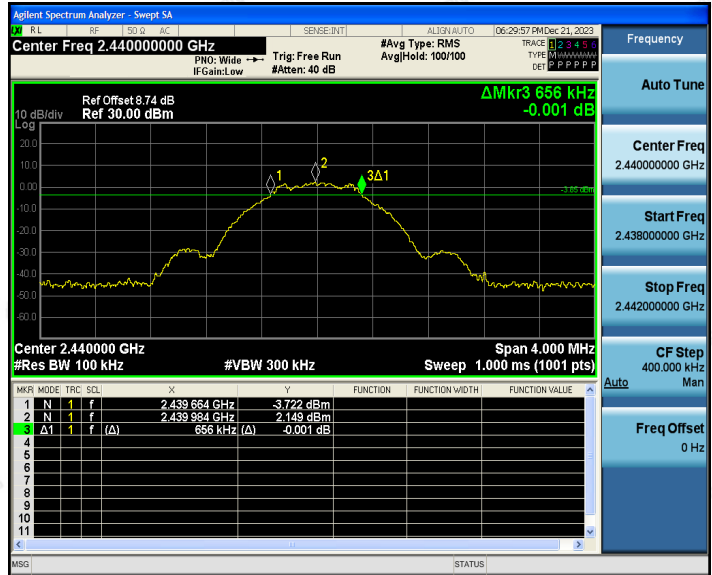 Agilent Spectrum Analyzer - Swept SA
LXI RL RF 50 Ω AC SENSE:INT ALIGN AUTO 06:29:57 PM Dec 21, 2023
Center Freq 2.440000000 GHz
PNO: Wide
IFGain:Low
Trig: Free Run
#Atten: 40 dB
#Avg Type: RMS
Avg|Hold: 100/100
TRACE 1 2 3 4 5 6
TYPE M WWWWW
DET P P P P P P
Frequency
Auto Tune
Center Freq
2.440000000 GHz
Start Freq
2.438000000 GHz
Stop Freq
2.442000000 GHz
CF Step
400.000 kHz
Auto Man
Freq Offset
0 Hz
ΔMkr3 656 kHz
-0.001 dB
Ref Offset 8.74 dB
10 dB/div Ref 30.00 dBm
Log
20.0
10.0
0.00
-10.0
-20.0
-30.0
-40.0
-50.0
-60.0
1
2
3Δ1
-3.85 dBm
Center 2.440000 GHz Span 4.000 MHz
#Res BW 100 kHz #VBW 300 kHz Sweep 1.000 ms (1001 pts)
MKR MODE TRC SCL X Y FUNCTION FUNCTION WIDTH FUNCTION VALUE
1 N 1 f 2.439 664 GHz -3.722 dBm
2 N 1 f 2.439 984 GHz 2.149 dBm
3 Δ1 1 f (Δ) 656 kHz (Δ) -0.001 dB
4
5
6
7
8
9
10
11
MSG STATUS